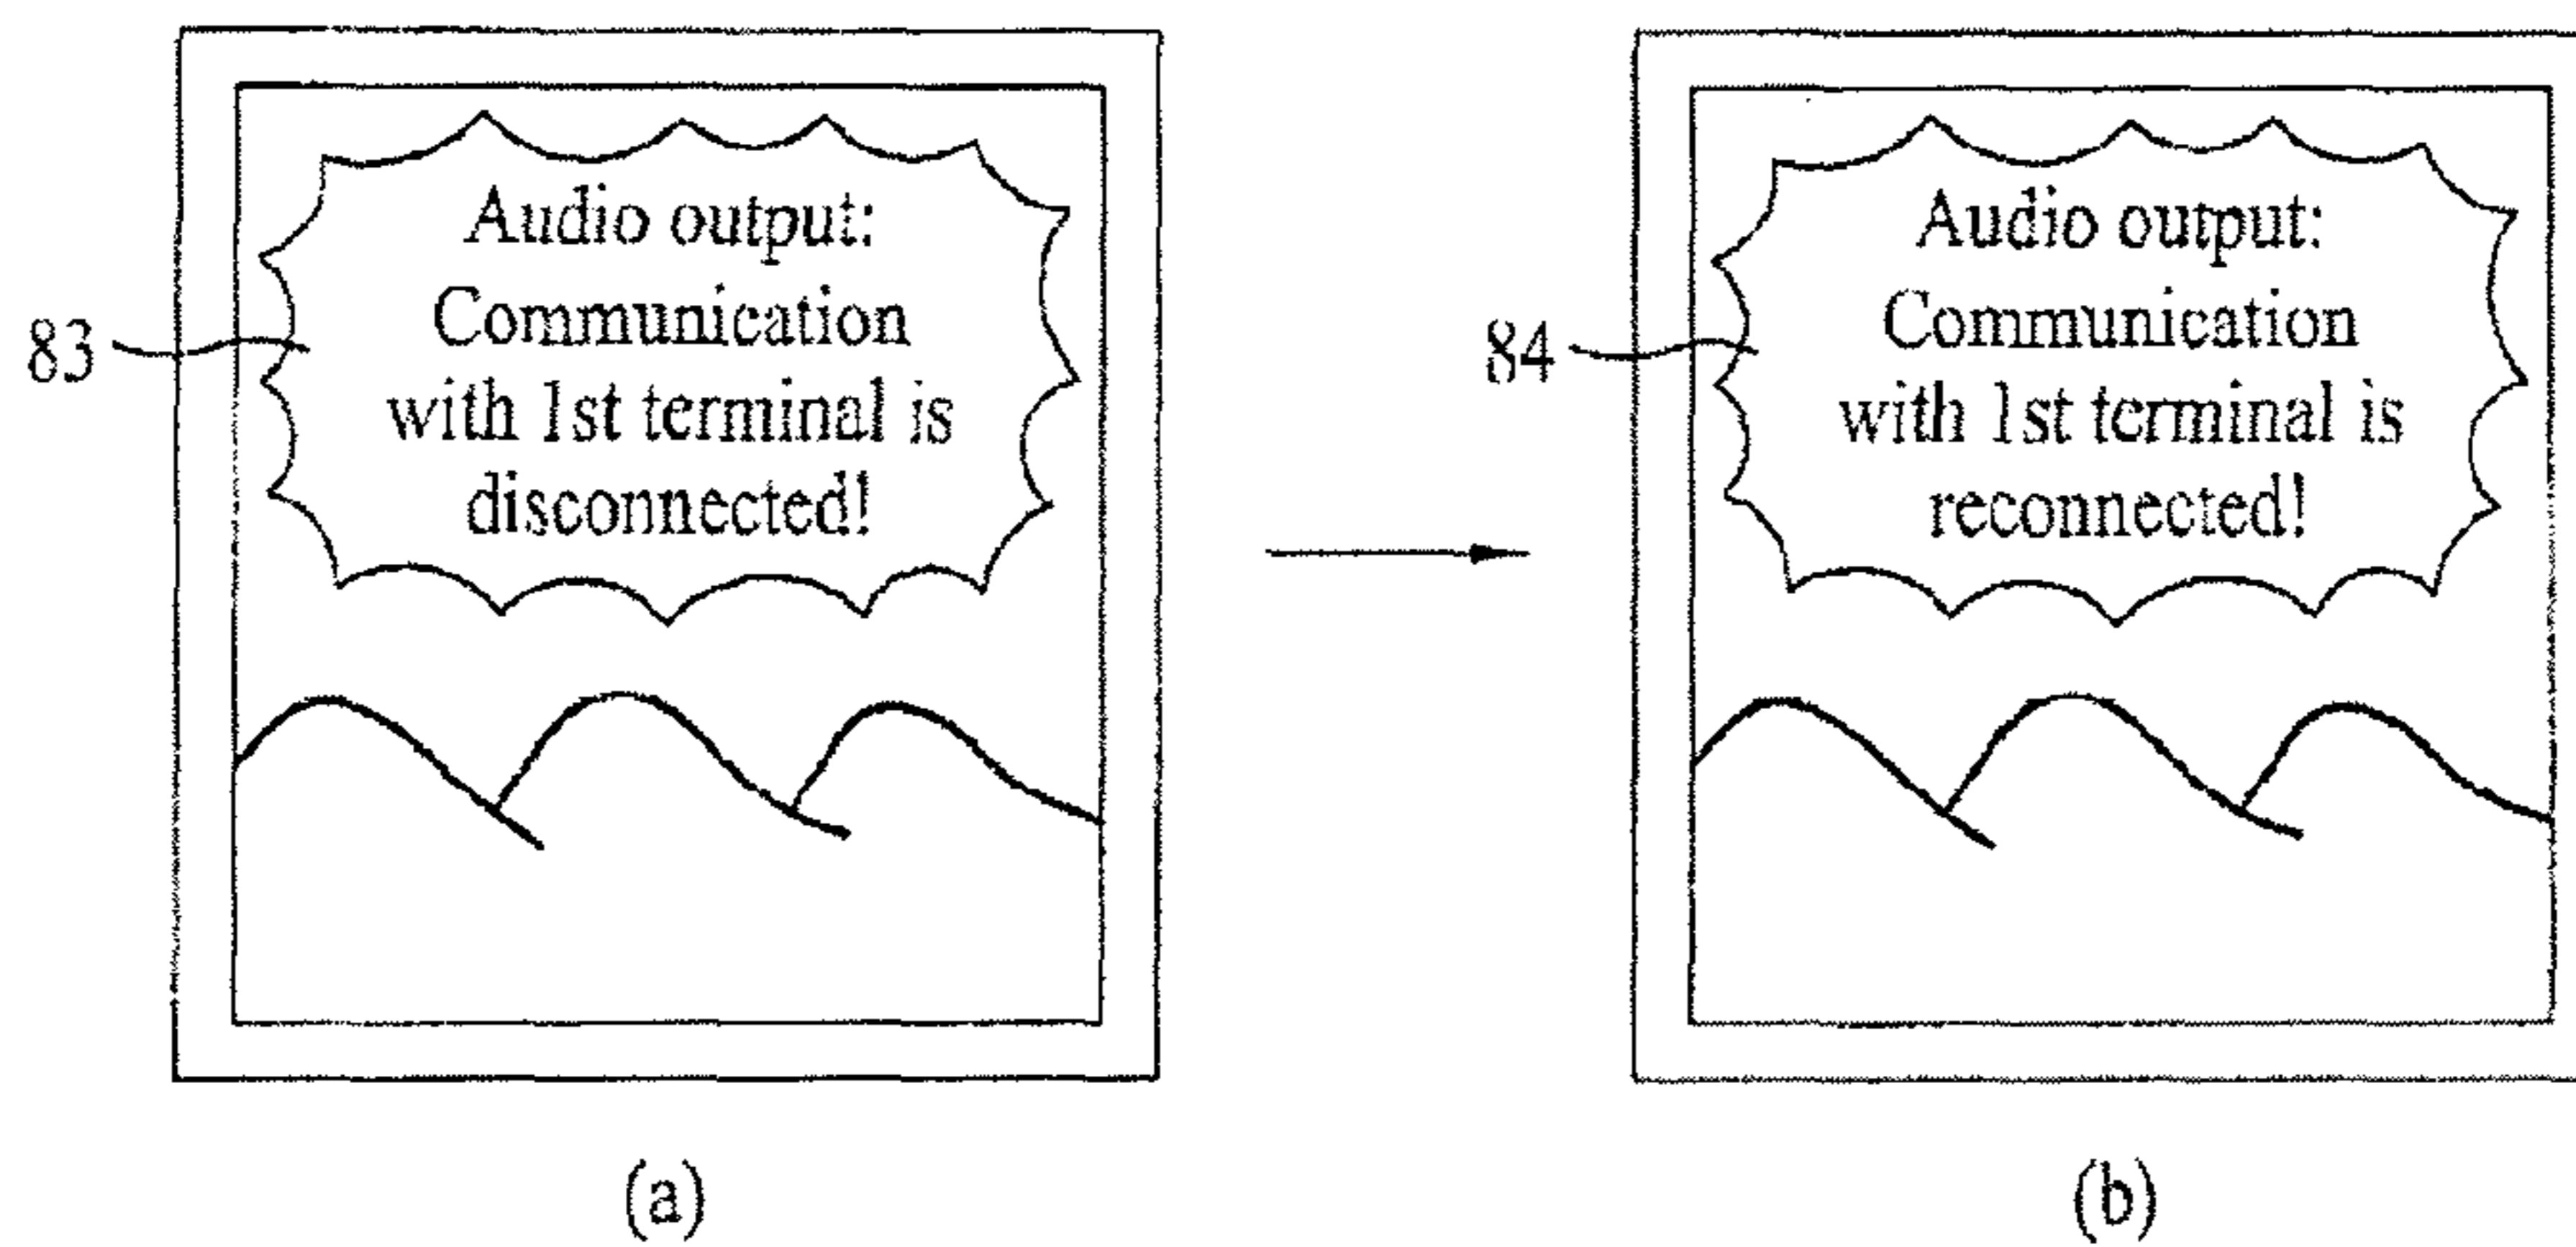 Audio output:
Communication
with 1st terminal is
disconnected!
83
(a)
Audio output:
Communication
with 1st terminal is
reconnected!
84
(b)